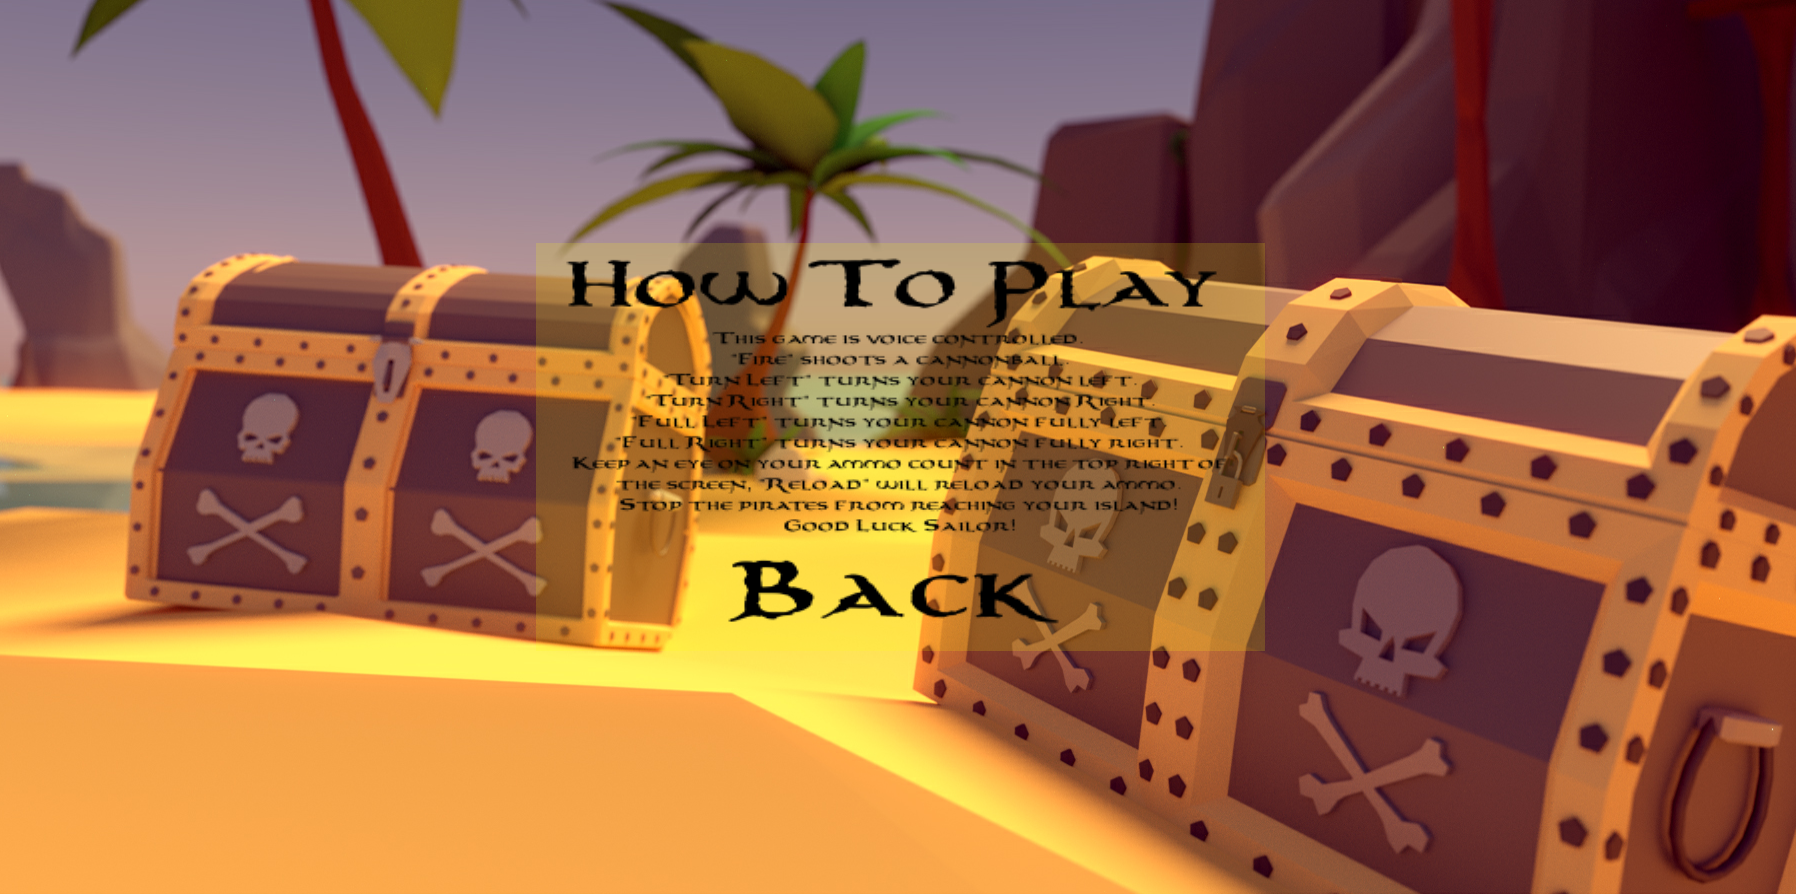 How To Play
This game is voice controlled.
"Fire" shoots a cannonball.
"Turn Left" turns your cannon left.
"Turn Right" turns your cannon Right.
"Full Left" turns your cannon fully left.
"Full Right" turns your cannon fully right.
Keep an eye on your ammo count in the top right of
the screen, "Reload" will reload your ammo.
Stop the pirates from reaching your island!
Good Luck Sailor!
Back